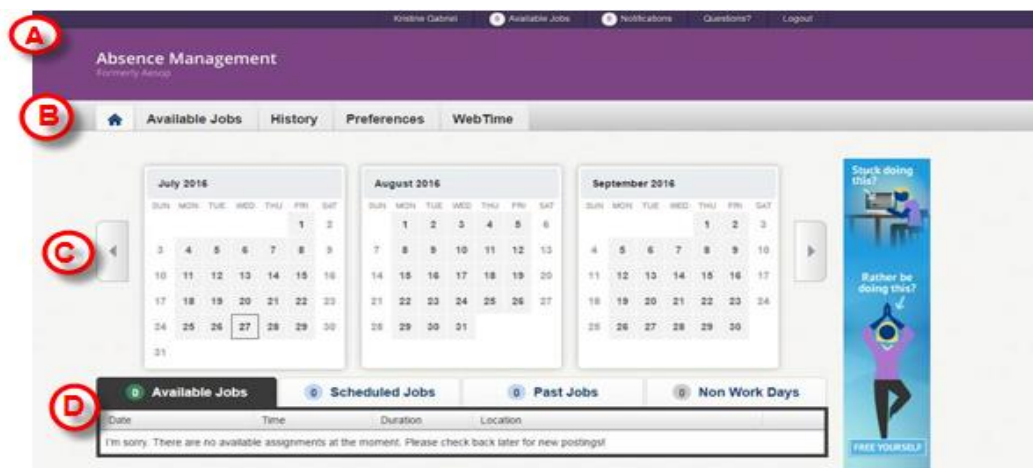 Kristine Gabriel 0 Available Jobs 0 Notifications Questions? Logout
A
Absence Management
Formerly Aesop
B
Available Jobs History Preferences WebTime
July 2016 August 2016 September 2016
SUN MON TUE WED THU FRI SAT SUN MON TUE WED THU FRI SAT SUN MON TUE WED THU FRI SAT
1 2 1 2 3 4 5 6 1 2 3
C
3 4 5 6 7 8 9 7 8 9 10 11 12 13 4 5 6 7 8 9 10
10 11 12 13 14 15 16 14 15 16 17 18 19 20 11 12 13 14 15 16 17
17 18 19 20 21 22 23 21 22 23 24 25 26 27 18 19 20 21 22 23 24
24 25 26 27 28 29 30 28 29 30 31 25 26 27 28 29 30
31
Stuck doing
this?
Rather be
doing this?
FREE YOURSELF
0 Available Jobs 0 Scheduled Jobs 0 Past Jobs 0 Non Work Days
D
Date Time Duration Location
I'm sorry. There are no available assignments at the moment. Please check back later for new postings!